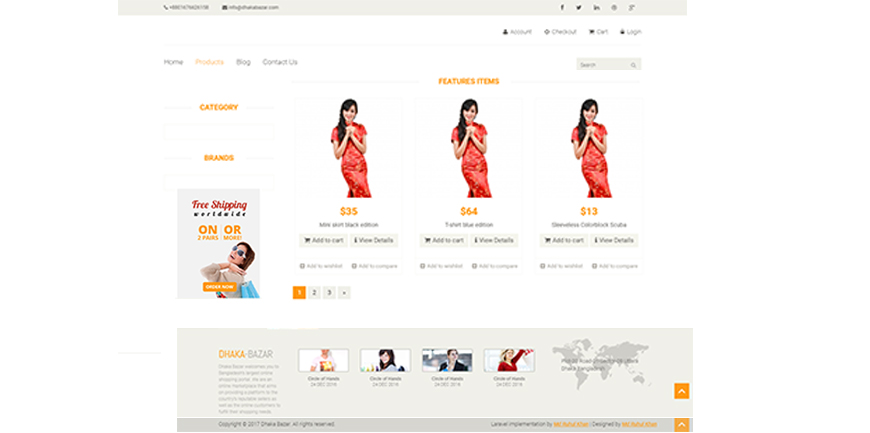 info@dhakabazar.com
Account Checkout Cart Login
Home Products Blog Contact Us
Search
FEATURES ITEMS
CATEGORY
BRANDS
Free Shipping
worldwide
ON OR
2 PAIRS MORE!
ORDER NOW
$35 $64 $13
Mini skirt black edition T-shirt blue edition Sleeveless Colorblock Scuba
Add to cart View Details Add to cart View Details Add to cart View Details
Add to wishlist Add to compare Add to wishlist Add to compare Add to wishlist Add to compare
1 2 3 »
DHAKA-BAZAR
Dhaka Bazar welcomes you to
Bangladesh's largest online
shopping portal. We are an
online marketplace that aims
on providing a platform to the
country's reputable sellers as
well as the online customers to
fulfill their shopping needs.
Circle of Hands Circle of Hands Circle of Hands Circle of Hands
24 DEC 2016 24 DEC 2016 24 DEC 2016 24 DEC 2016
Dhaka Bangladesh
Copyright © 2017 Dhaka Bazar. All rights reserved.
Laravel implementation by Md Ruhul Khan | Designed by Md Ruhul Khan